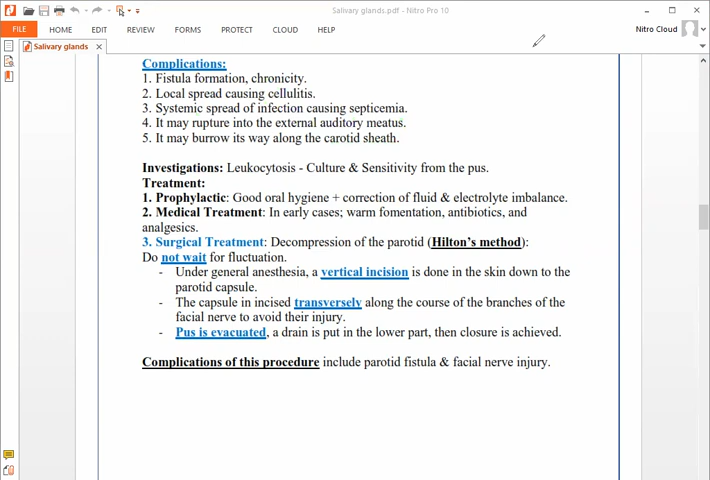 Salivary glands.pdf - Nitro Pro 10
FILE HOME EDIT REVIEW FORMS PROTECT CLOUD HELP
Nitro Cloud
Salivary glands
Complications:
1. Fistula formation, chronicity.
2. Local spread causing cellulitis.
3. Systemic spread of infection causing septicemia.
4. It may rupture into the external auditory meatus.
5. It may burrow its way along the carotid sheath.
Investigations: Leukocytosis - Culture & Sensitivity from the pus.
Treatment:
1. Prophylactic: Good oral hygiene + correction of fluid & electrolyte imbalance.
2. Medical Treatment: In early cases; warm fomentation, antibiotics, and
analgesics.
3. Surgical Treatment: Decompression of the parotid (Hilton's method):
Do not wait for fluctuation.
- Under general anesthesia, a vertical incision is done in the skin down to the
parotid capsule.
- The capsule in incised transversely along the course of the branches of the
facial nerve to avoid their injury.
- Pus is evacuated, a drain is put in the lower part, then closure is achieved.
Complications of this procedure include parotid fistula & facial nerve injury.